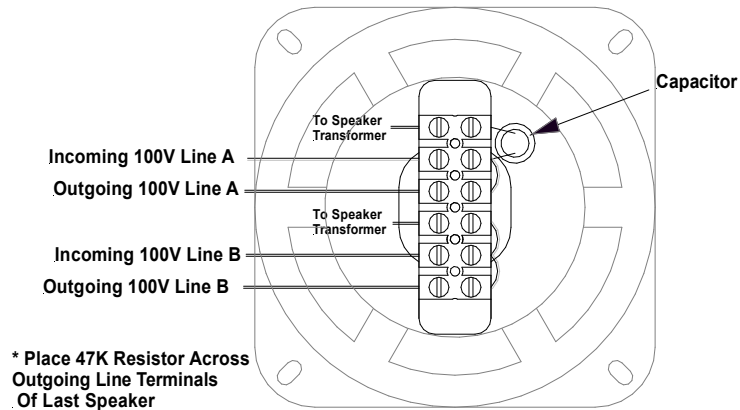 Capacitor
To Speaker
Transformer
Incoming 100V Line A
Outgoing 100V Line A
To Speaker
Transformer
Incoming 100V Line B
Outgoing 100V Line B
* Place 47K Resistor Across
Outgoing Line Terminals
Of Last Speaker